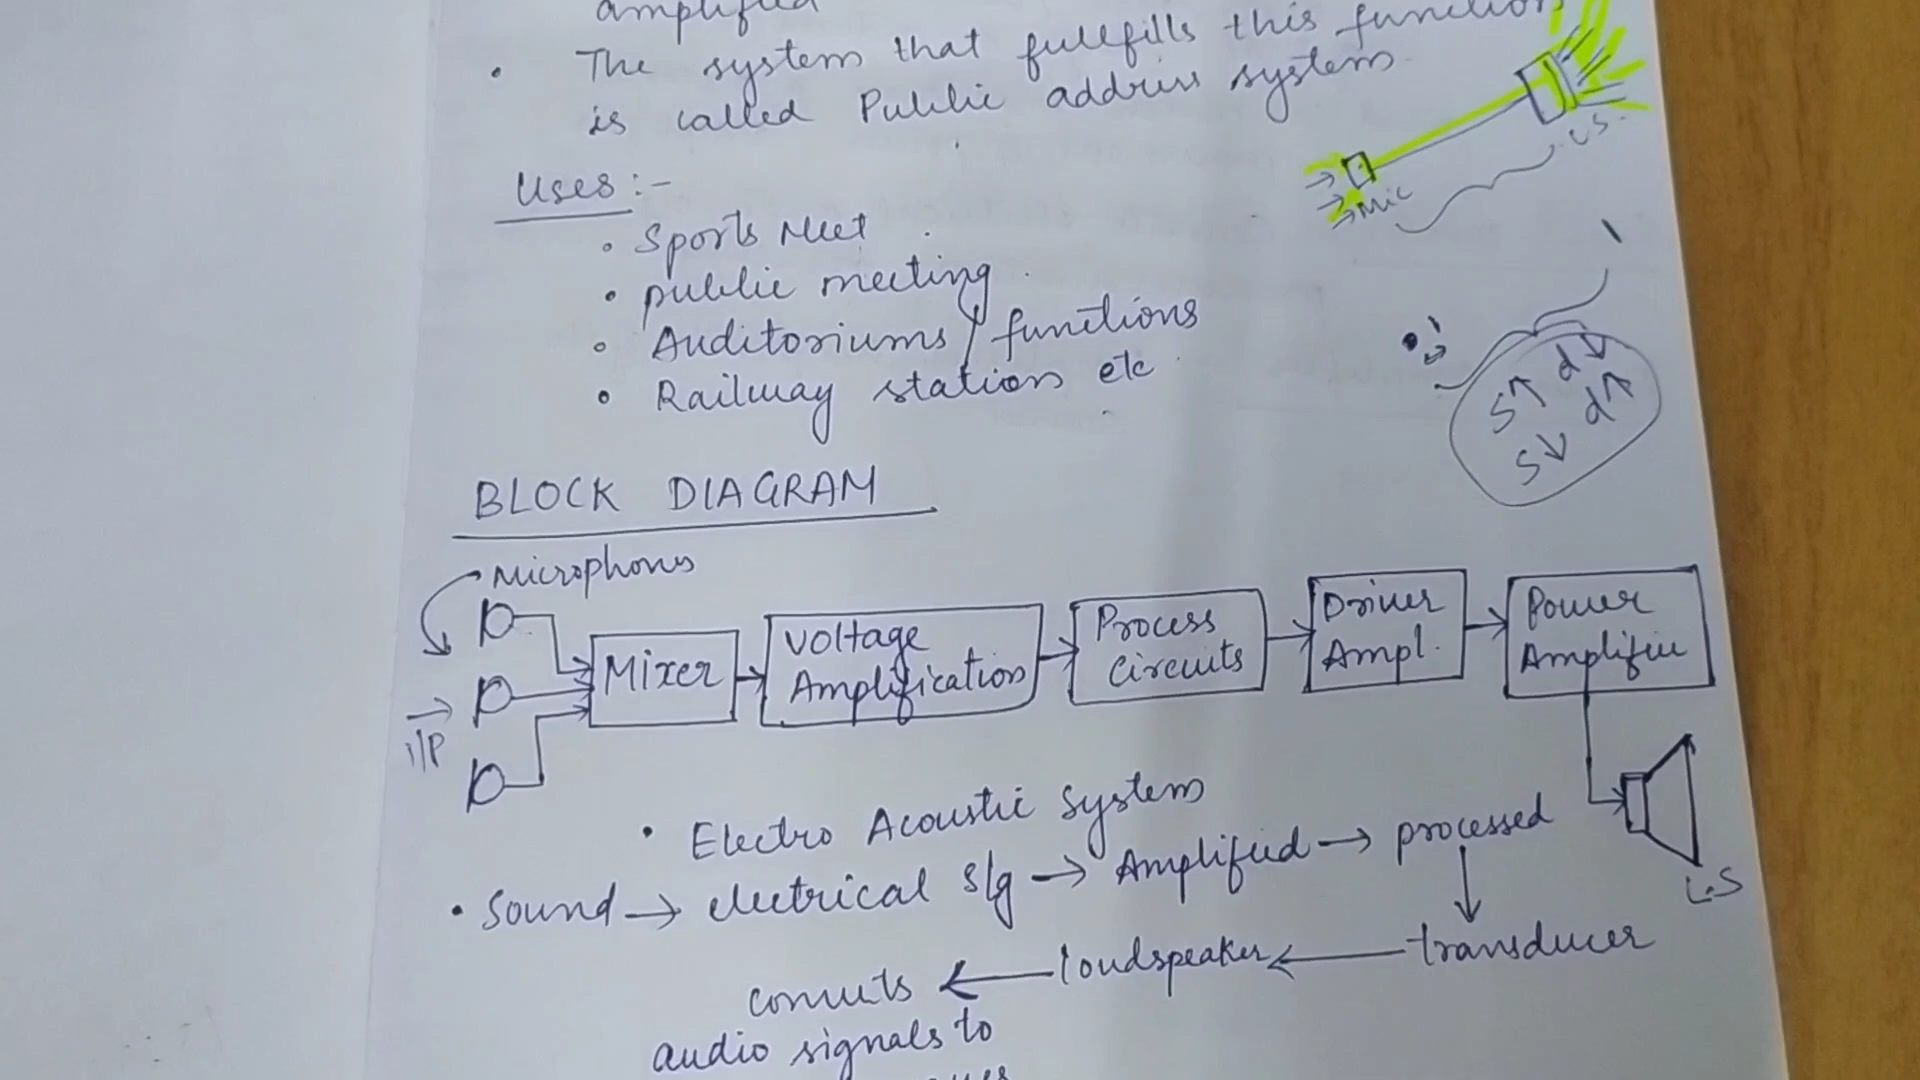 amplified
• The system that fullfills this function
is called Public address system
Mic
L.S.
Uses :-
• Sports Meet
• public meeting
• Auditoriums / functions
• Railway stations etc
S↑ d↓
S↓ d↑
BLOCK DIAGRAM
Microphones
i/P
Mixer
Voltage
Amplification
Process
Circuits
Driver
Ampl.
Power
Amplifier
L.S
• Electro Acoustic System
• Sound → electrical s/g → Amplified → processed
↓
converts ← loudspeaker ← transducer
audio signals to